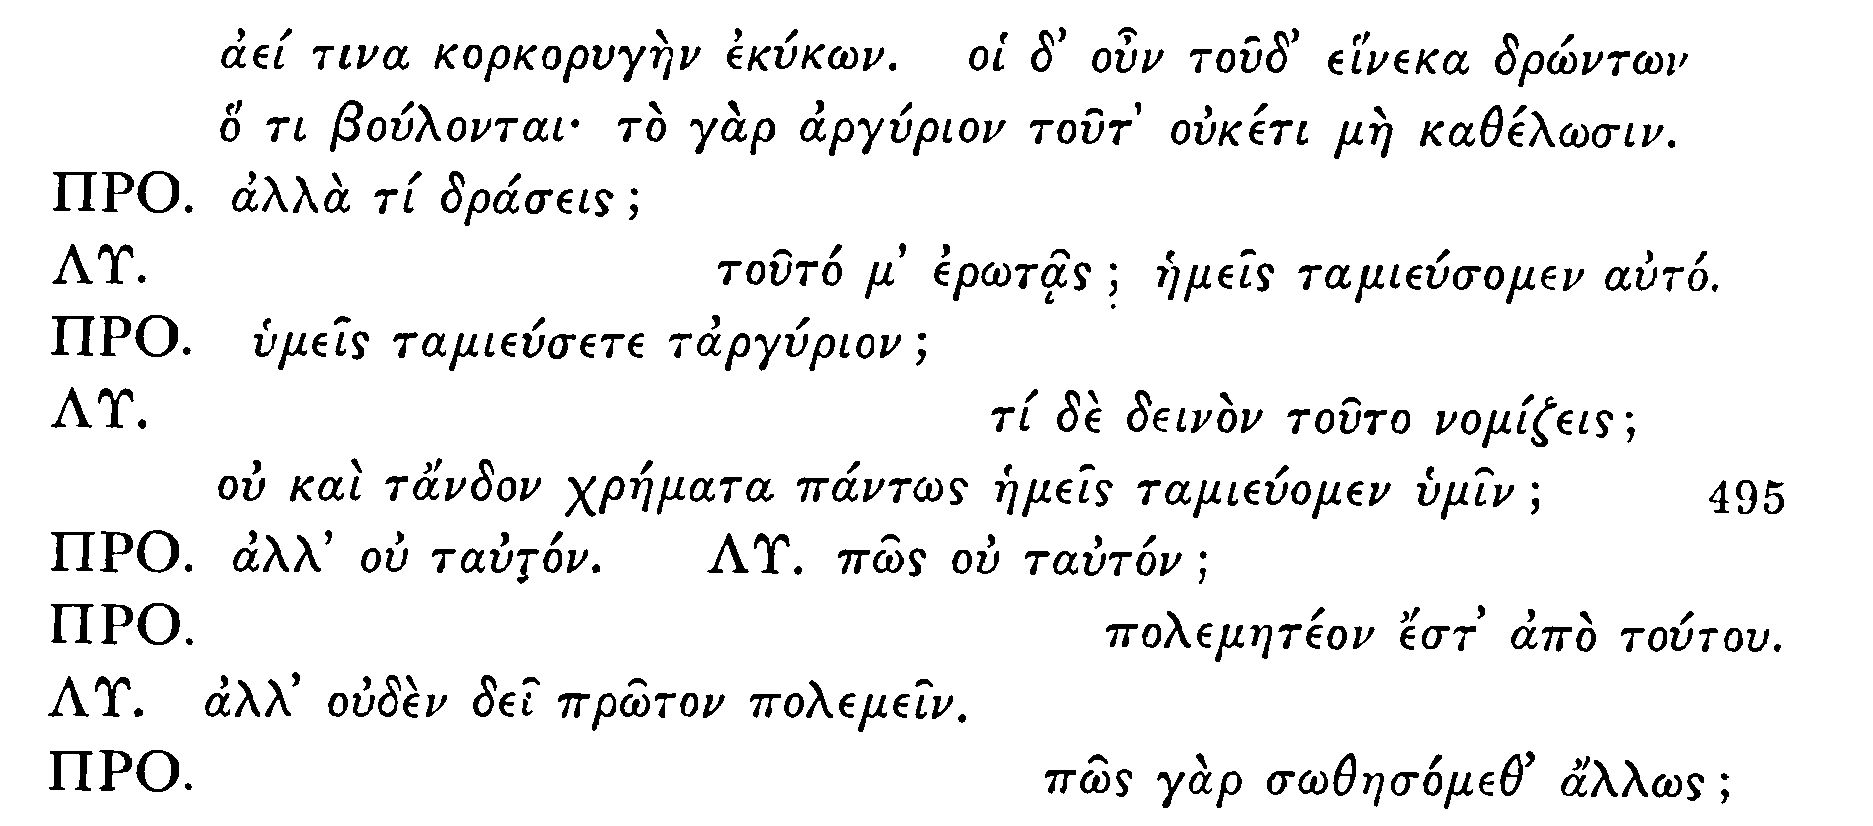 ἀεί τινα κορκορυγὴν ἐκύκων. οἱ δ’ οὖν τοῦδ’ εἵνεκα δρώντων
ὅ τι βούλονται· τὸ γὰρ ἀργύριον τοῦτ’ οὐκέτι μὴ καθέλωσιν.
ΠΡΟ. ἀλλὰ τί δράσεις;
ΛΥ. τοῦτό μ’ ἐρωτᾷς; ἡμεῖς ταμιεύσομεν αὐτό.
ΠΡΟ. ὑμεῖς ταμιεύσετε τἀργύριον;
ΛΥ. τί δὲ δεινὸν τοῦτο νομίζεις;
οὐ καὶ τἄνδον χρήματα πάντως ἡμεῖς ταμιεύομεν ὑμῖν; 495
ΠΡΟ. ἀλλ’ οὐ ταὐτόν. ΛΥ. πῶς οὐ ταὐτόν;
ΠΡΟ. πολεμητέον ἔστ’ ἀπὸ τούτου.
ΛΥ. ἀλλ’ οὐδὲν δεῖ πρῶτον πολεμεῖν.
ΠΡΟ. πῶς γὰρ σωθησόμεθ’ ἄλλως;